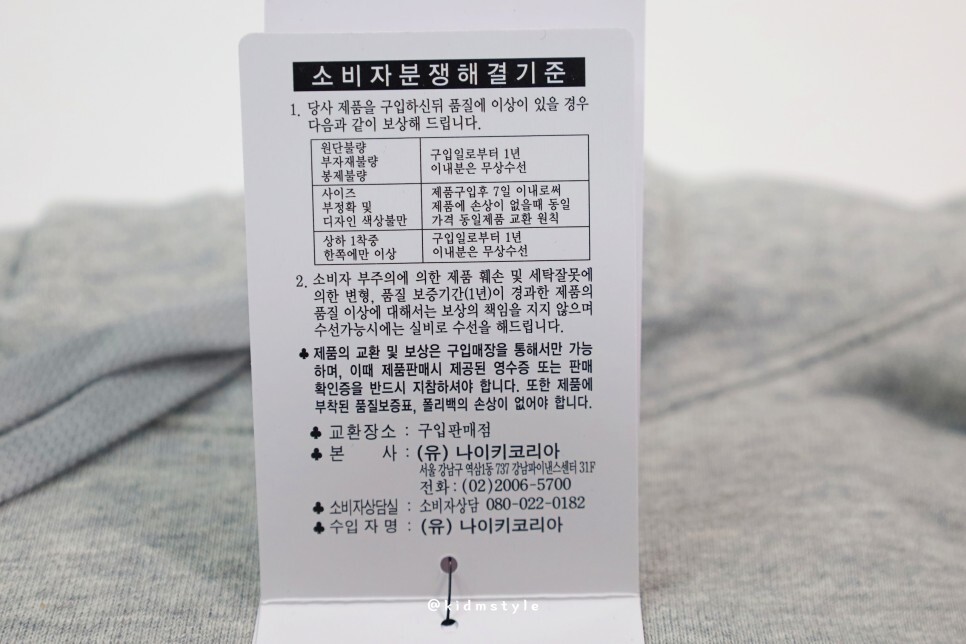 소비자분쟁해결기준
1. 당사 제품을 구입하신뒤 품질에 이상이 있을 경우
다음과 같이 보상해 드립니다.
원단불량
부자재불량
봉제불량
구입일로부터 1년
이내분은 무상수선
사이즈
부정확 및
디자인 색상불만
제품구입후 7일 이내로써
제품에 손상이 없을때 동일
가격 동일제품 교환 원칙
상하 1착중
한쪽에만 이상
구입일로부터 1년
이내분은 무상수선
2. 소비자 부주의에 의한 제품 훼손 및 세탁잘못에
의한 변형, 품질 보증기간(1년)이 경과한 제품의
품질 이상에 대해서는 보상의 책임을 지지 않으며
수선가능시에는 실비로 수선을 해드립니다.
♣ 제품의 교환 및 보상은 구입매장을 통해서만 가능
하며, 이때 제품판매시 제공된 영수증 또는 판매
확인증을 반드시 지참하셔야 합니다. 또한 제품에
부착된 품질보증표, 폴리백의 손상이 없어야 합니다.
♣ 교환장소 : 구입판매점
♣ 본 사 : (유) 나이키코리아
서울 강남구 역삼1동 737 강남파이낸스센터 31F
전화 : (02)2006-5700
♣ 소비자상담실 : 소비자상담 080-022-0182
♣ 수입 자 명 : (유) 나이키코리아
@kidmstyle